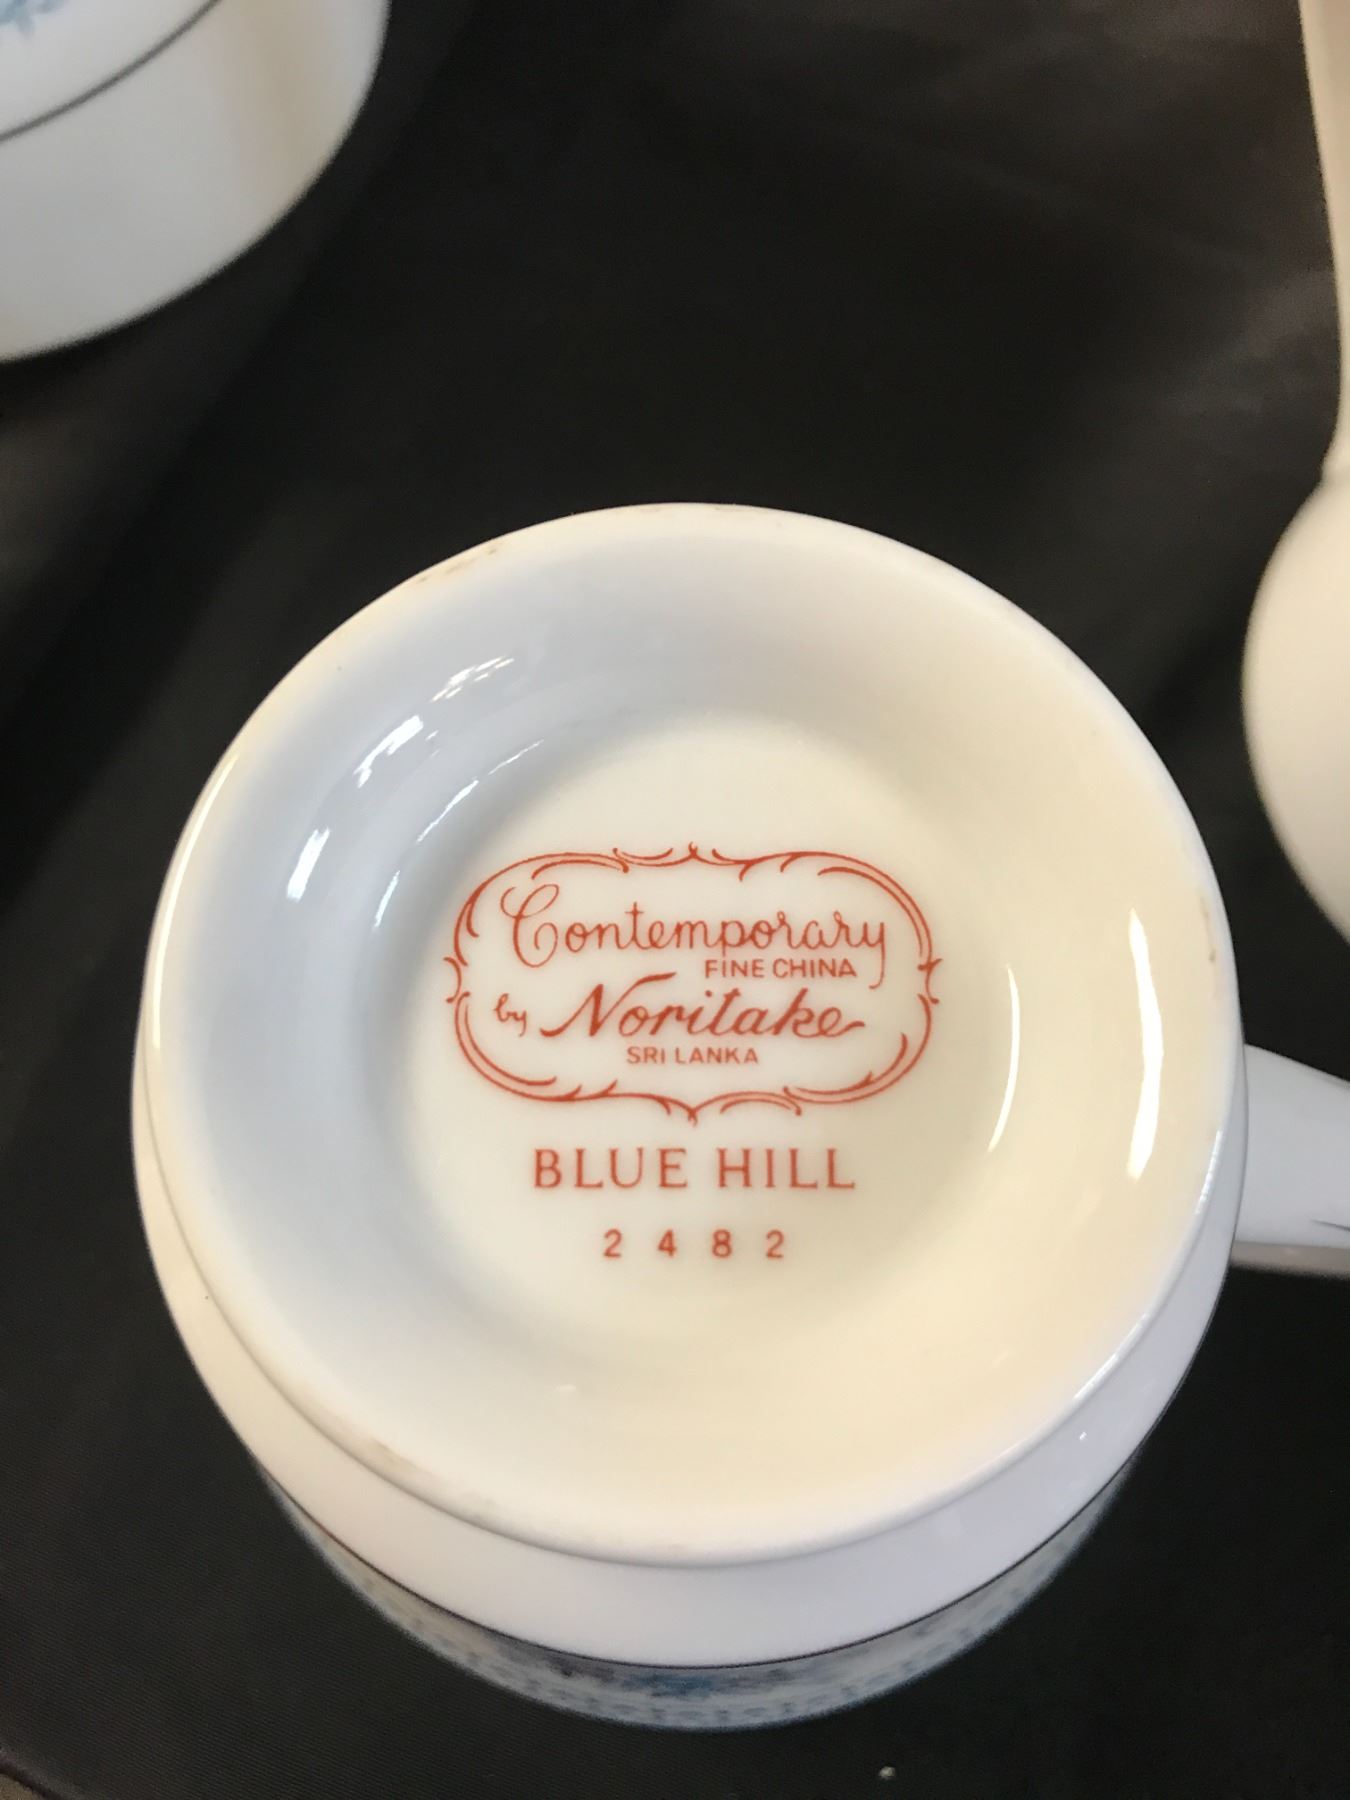 Contemporary
FINE CHINA
by Noritake
SRI LANKA
BLUE HILL
2482